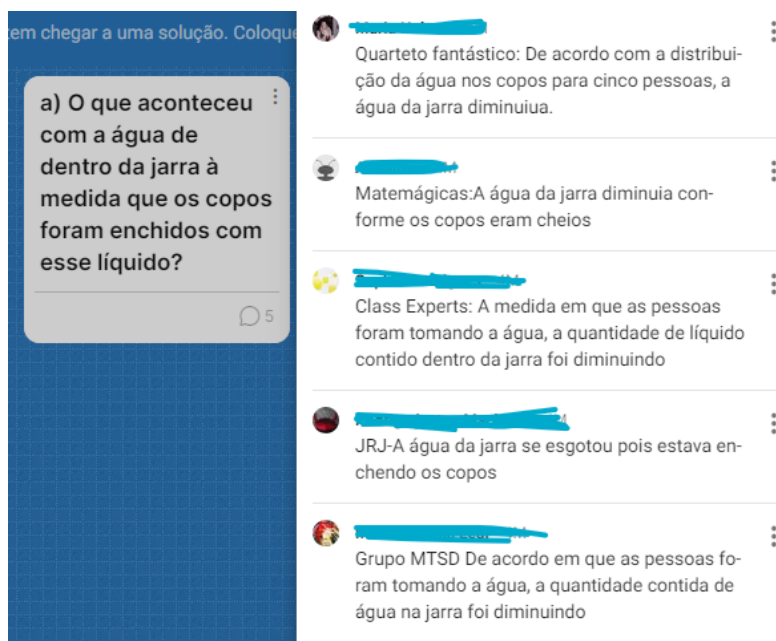 tem chegar a uma solução. Coloque
a) O que aconteceu
com a água de
dentro da jarra à
medida que os copos
foram enchidos com
esse líquido?
5
Quarteto fantástico: De acordo com a distribui-
ção da água nos copos para cinco pessoas, a
água da jarra diminuiua.
Matemágicas:A água da jarra diminuia con-
forme os copos eram cheios
Class Experts: A medida em que as pessoas
foram tomando a água, a quantidade de líquido
contido dentro da jarra foi diminuindo
JRJ-A água da jarra se esgotou pois estava en-
chendo os copos
Grupo MTSD De acordo em que as pessoas fo-
ram tomando a água, a quantidade contida de
água na jarra foi diminuindo